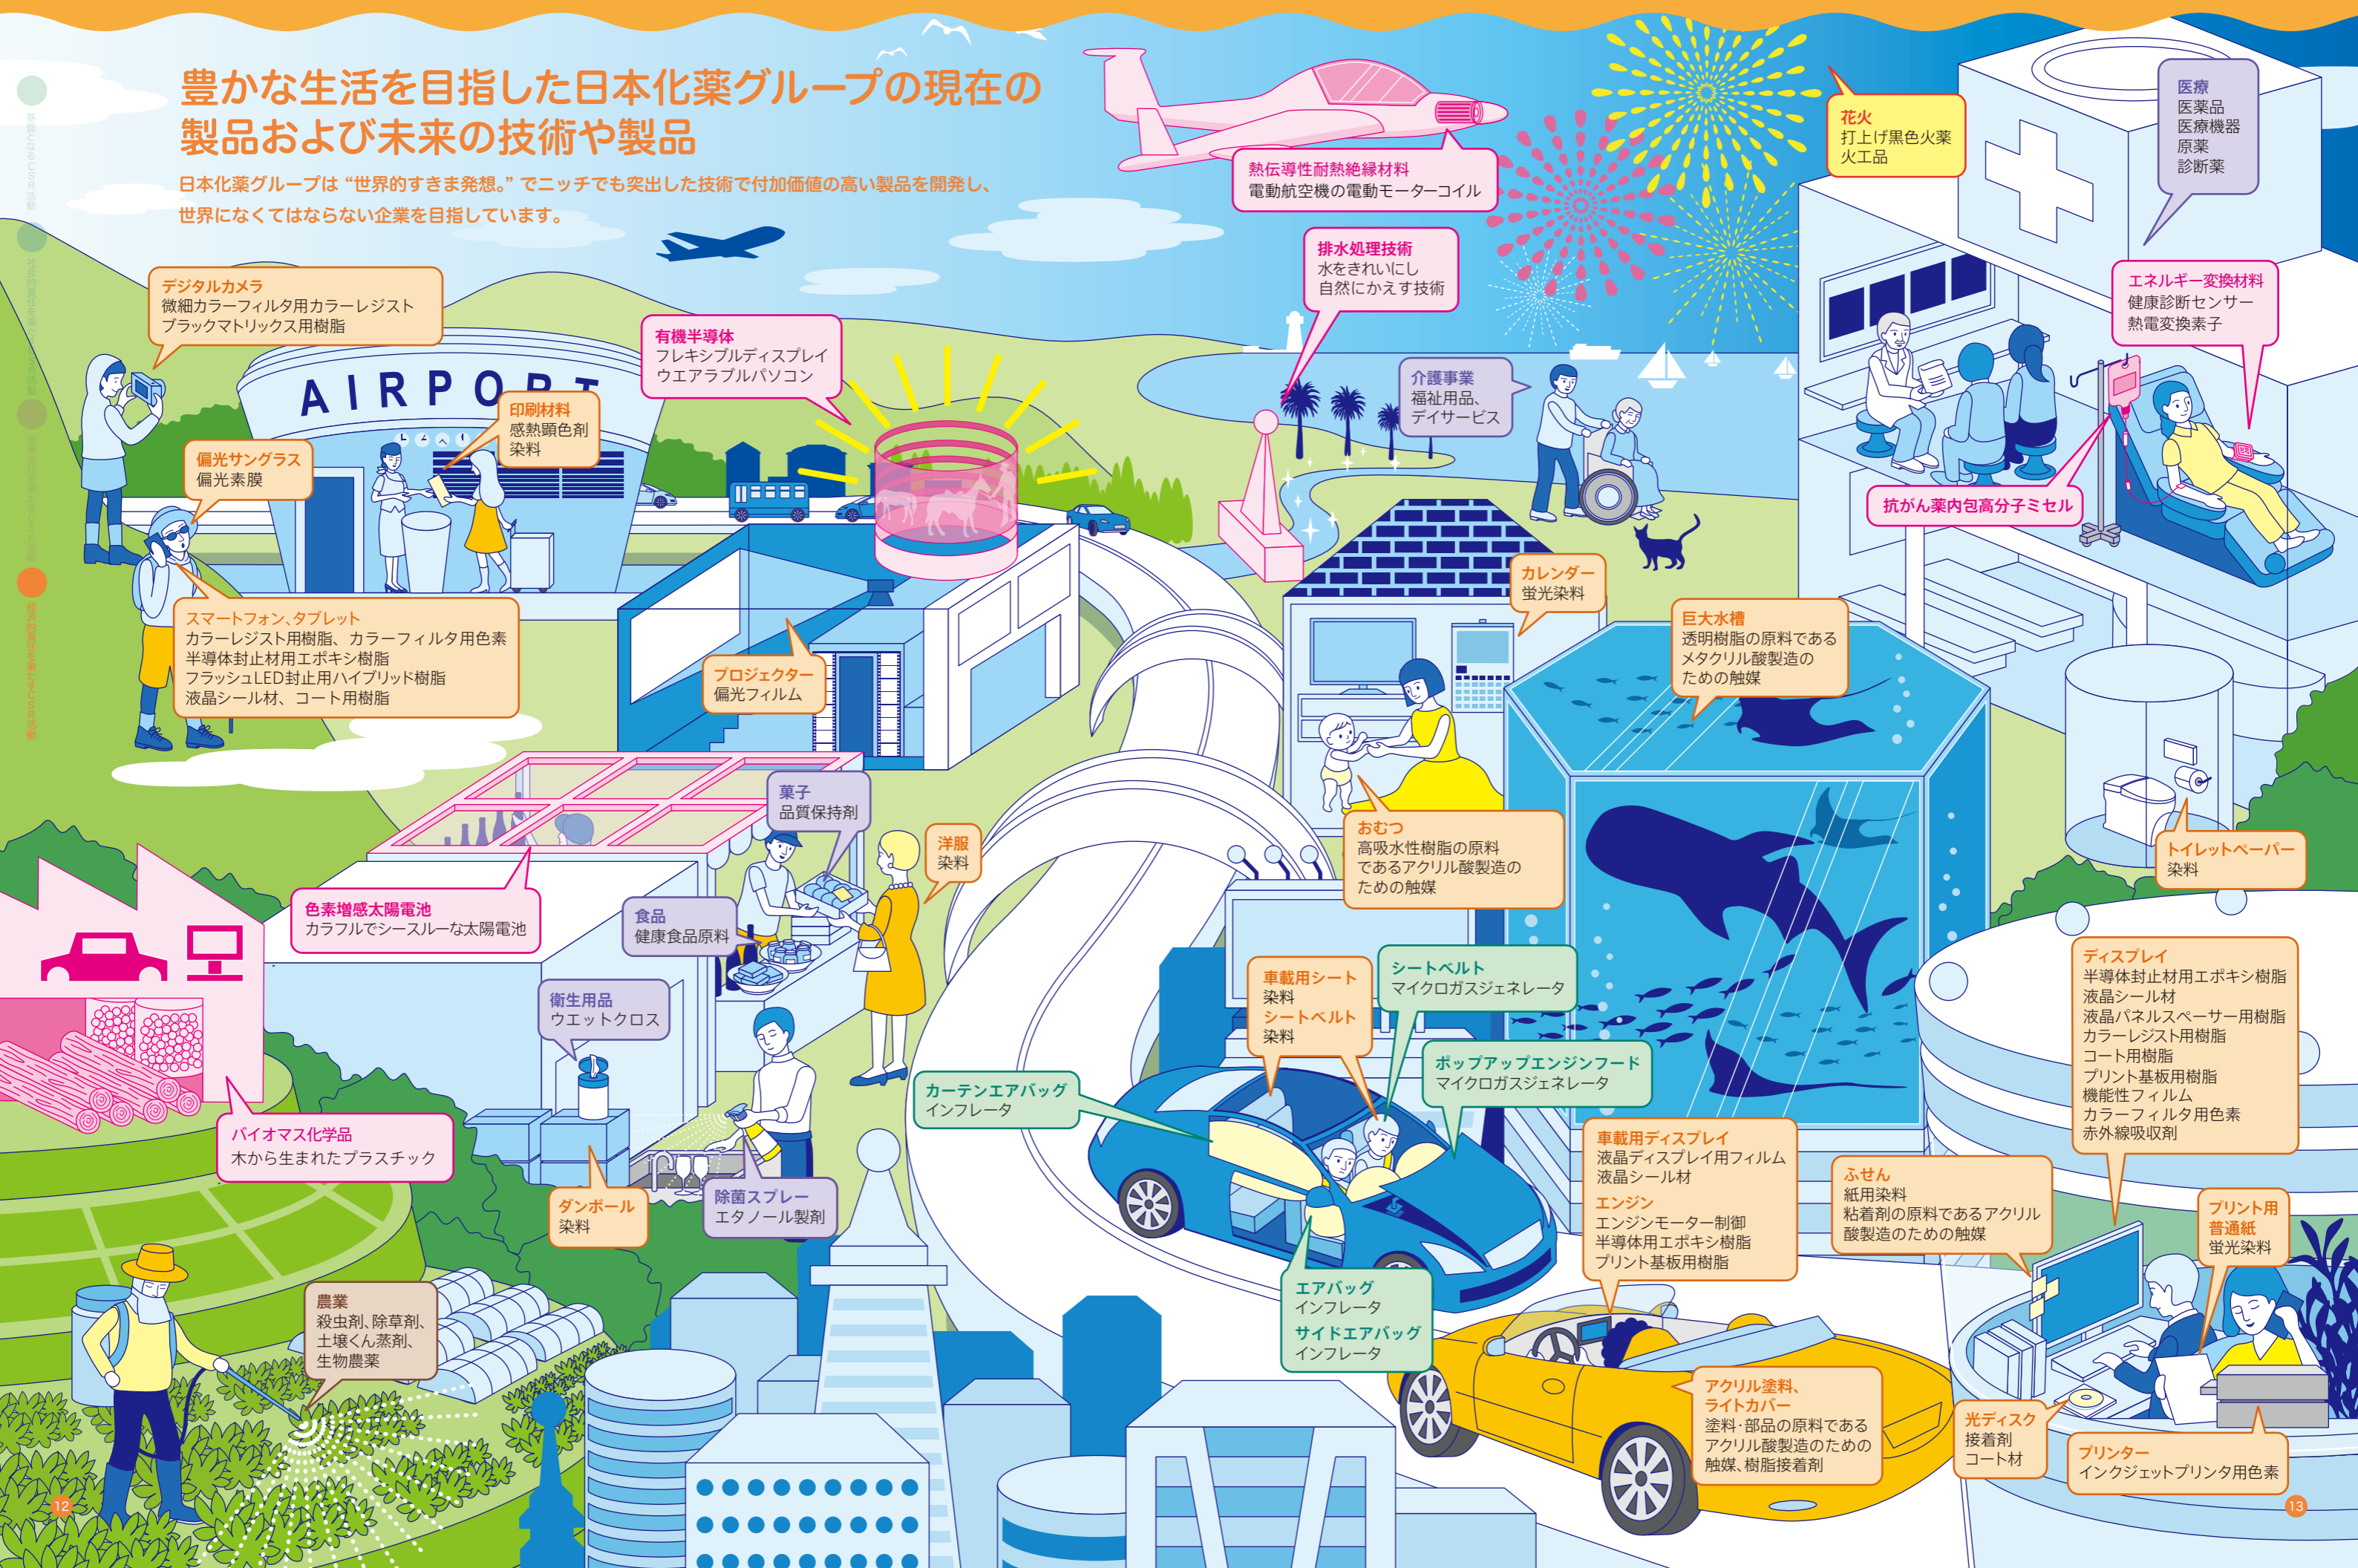 豊かな生活を目指した日本化薬グループの現在の
製品および未来の技術や製品
日本化薬グループは“世界的すきま発想。”でニッチでも突出した技術で付加価値の高い製品を開発し、
世界になくてはならない企業を目指しています。
基盤となるCSR活動
経済的責任を果たすCSR活動
デジタルカメラ
微細カラーフィルタ用カラーレジスト
ブラックマトリックス用樹脂
偏光サングラス
偏光素膜
スマートフォン、タブレット
カラーレジスト用樹脂、カラーフィルタ用色素
半導体封止材用エポキシ樹脂
フラッシュLED封止用ハイブリッド樹脂
液晶シール材、コート用樹脂
AIRPORT
印刷材料
感熱顕色剤
染料
有機半導体
フレキシブルディスプレイ
ウエアラブルパソコン
プロジェクター
偏光フィルム
熱伝導性耐熱絶縁材料
電動航空機の電動モーターコイル
排水処理技術
水をきれいにし
自然にかえす技術
花火
打上げ黒色火薬
火工品
医療
医薬品
医療機器
原薬
診断薬
エネルギー変換材料
健康診断センサー
熱電変換素子
介護事業
福祉用品、
デイサービス
抗がん薬内包高分子ミセル
カレンダー
蛍光染料
巨大水槽
透明樹脂の原料である
メタクリル酸製造の
ための触媒
おむつ
高吸水性樹脂の原料
であるアクリル酸製造の
ための触媒
トイレットペーパー
染料
菓子
品質保持剤
洋服
染料
色素増感太陽電池
カラフルでシースルーな太陽電池
食品
健康食品原料
衛生用品
ウエットクロス
バイオマス化学品
木から生まれたプラスチック
ダンボール
染料
除菌スプレー
エタノール製剤
農業
殺虫剤、除草剤、
土壌くん蒸剤、
生物農薬
カーテンエアバッグ
インフレータ
車載用シート
染料
シートベルト
染料
シートベルト
マイクロガスジェネレータ
ポップアップエンジンフード
マイクロガスジェネレータ
エアバッグ
インフレータ
サイドエアバッグ
インフレータ
車載用ディスプレイ
液晶ディスプレイ用フィルム
液晶シール材
エンジン
エンジンモーター制御
半導体用エポキシ樹脂
プリント基板用樹脂
アクリル塗料、
ライトカバー
塗料・部品の原料である
アクリル酸製造のための
触媒、樹脂接着剤
ディスプレイ
半導体封止材用エポキシ樹脂
液晶シール材
液晶パネルスペーサー用樹脂
カラーレジスト用樹脂
コート用樹脂
プリント基板用樹脂
機能性フィルム
カラーフィルタ用色素
赤外線吸収剤
ふせん
紙用染料
粘着剤の原料であるアクリル
酸製造のための触媒
プリント用
普通紙
蛍光染料
光ディスク
接着剤
コート材
プリンター
インクジェットプリンタ用色素
12
13